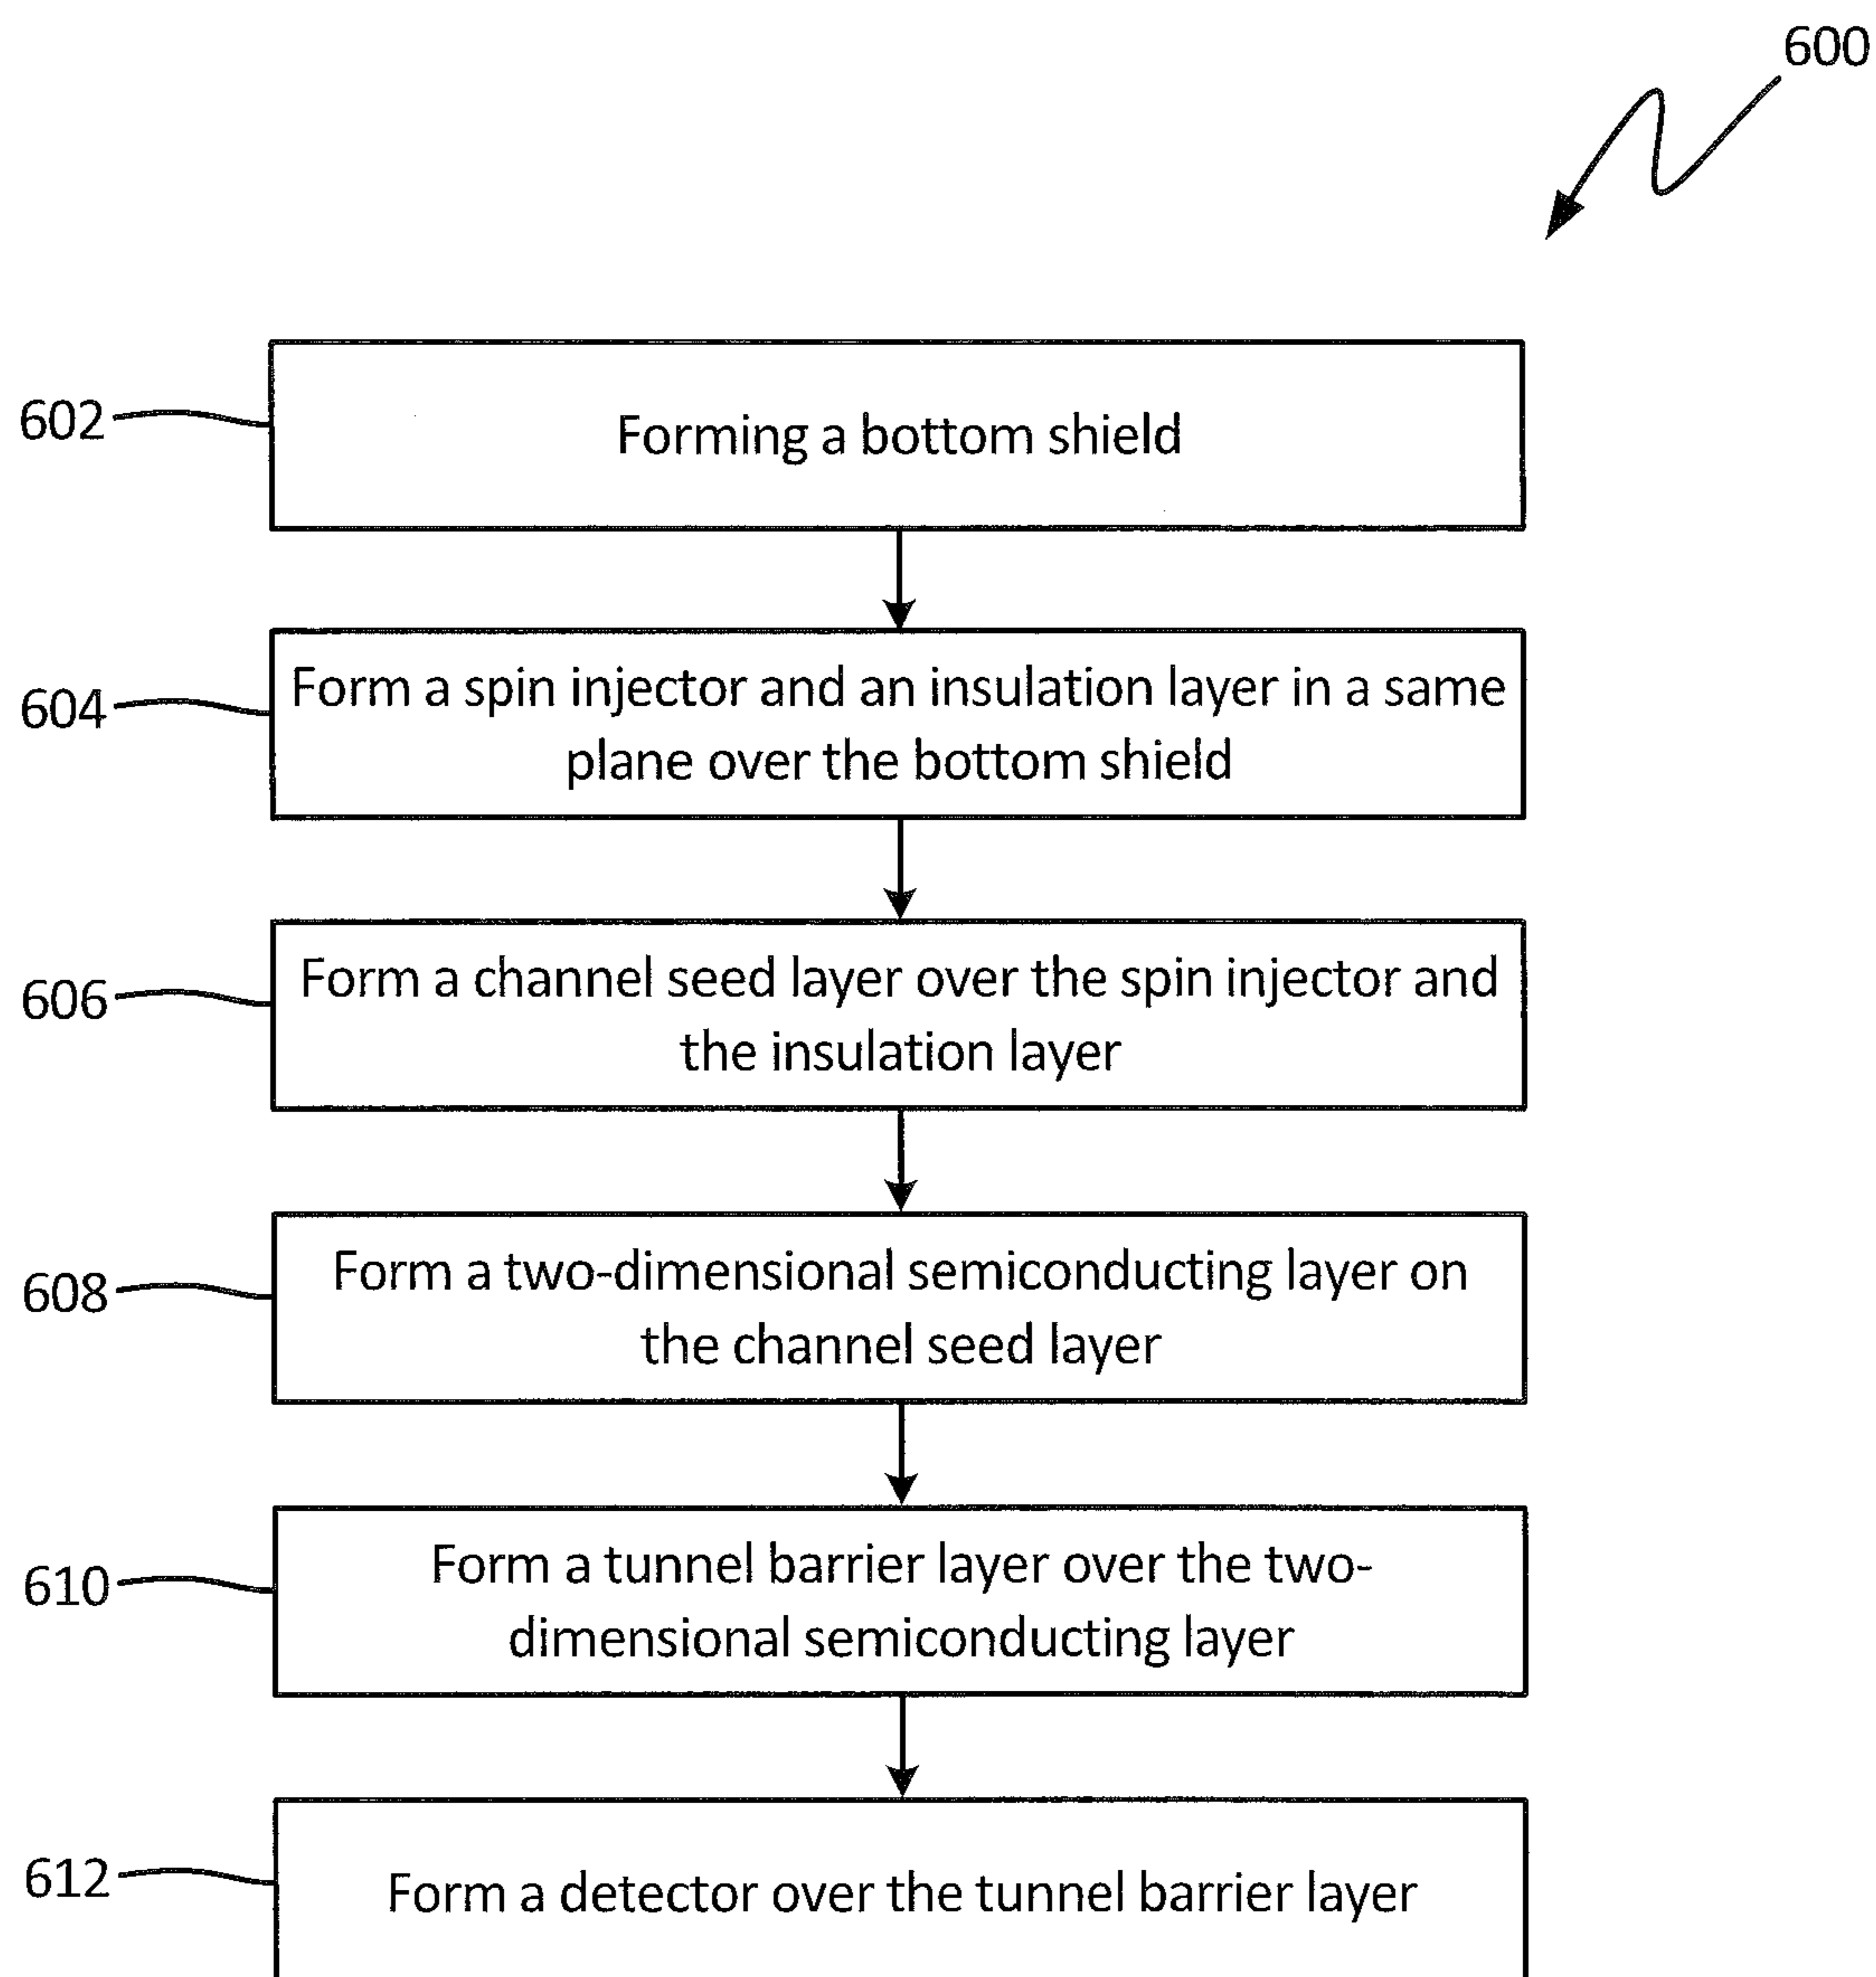 600
602
Forming a bottom shield
604
Form a spin injector and an insulation layer in a same
plane over the bottom shield
606
Form a channel seed layer over the spin injector and
the insulation layer
608
Form a two-dimensional semiconducting layer on
the channel seed layer
610
Form a tunnel barrier layer over the two-
dimensional semiconducting layer
612
Form a detector over the tunnel barrier layer